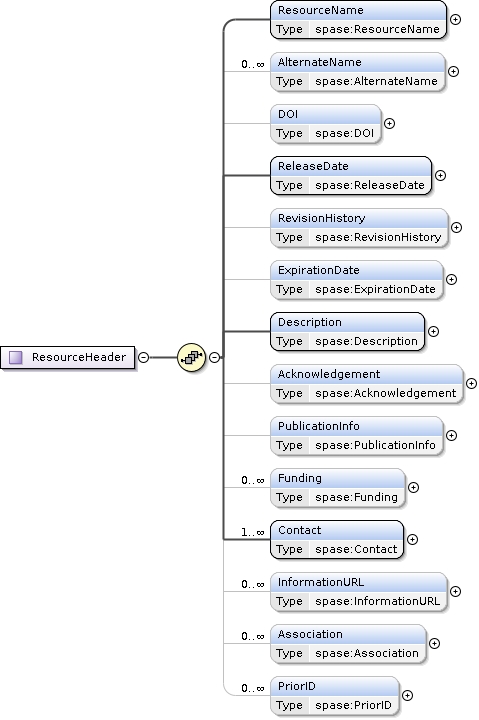 ResourceName
Type spase:ResourceName
0..∞
AlternateName
Type spase:AlternateName
DOI
Type spase:DOI
ReleaseDate
Type spase:ReleaseDate
RevisionHistory
Type spase:RevisionHistory
ExpirationDate
Type spase:ExpirationDate
Description
Type spase:Description
ResourceHeader
Acknowledgement
Type spase:Acknowledgement
PublicationInfo
Type spase:PublicationInfo
0..∞
Funding
Type spase:Funding
1..∞
Contact
Type spase:Contact
0..∞
InformationURL
Type spase:InformationURL
0..∞
Association
Type spase:Association
0..∞
PriorID
Type spase:PriorID